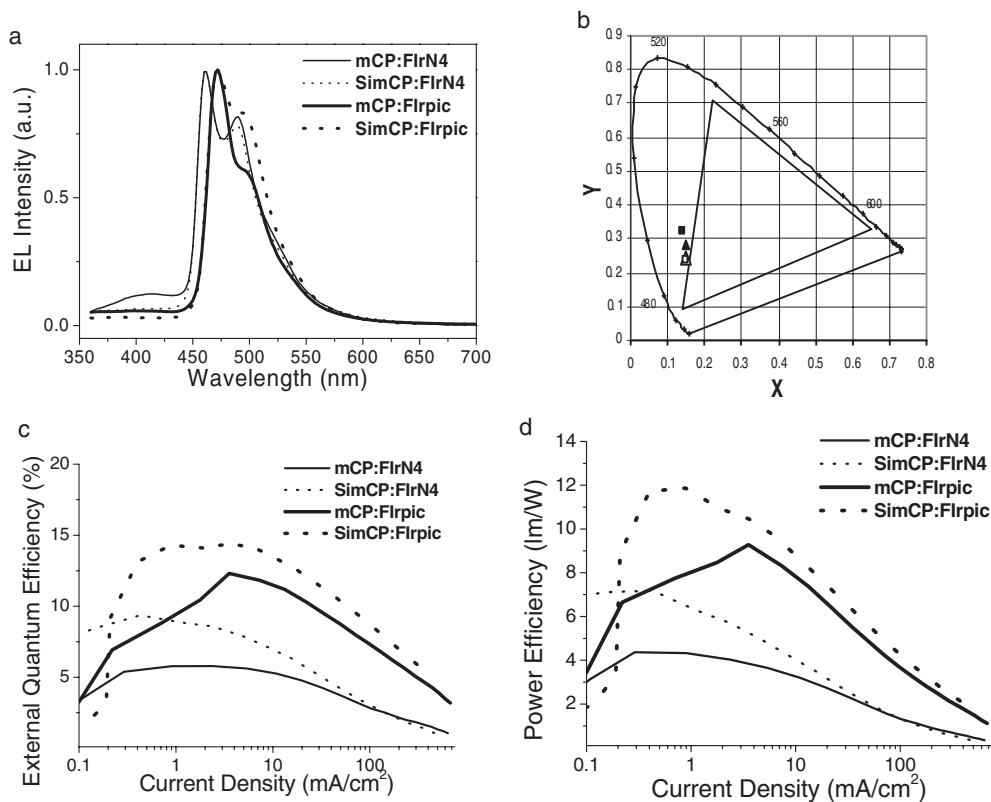 a
mCP:FIrN4
SimCP:FIrN4
mCP:FIrpic
SimCP:FIrpic
EL Intensity (a.u.)
1.0
0.5
0.0
350 400 450 500 550 600 650 700
Wavelength (nm)
b
Y
0.9
0.8
0.7
0.6
0.5
0.4
0.3
0.2
0.1
0
520
560
600
480
0 0.1 0.2 0.3 0.4 0.5 0.6 0.7 0.8
X
c
mCP:FIrN4
SimCP:FIrN4
mCP:FIrpic
SimCP:FIrpic
External Quantum Efficiency (%)
20
15
10
5
0.1 1 10 100
Current Density (mA/cm²)
d
mCP:FIrN4
SimCP:FIrN4
mCP:FIrpic
SimCP:FIrpic
Power Efficiency (lm/W)
14
12
10
8
6
4
2
0.1 1 10 100
Current Density (mA/cm²)